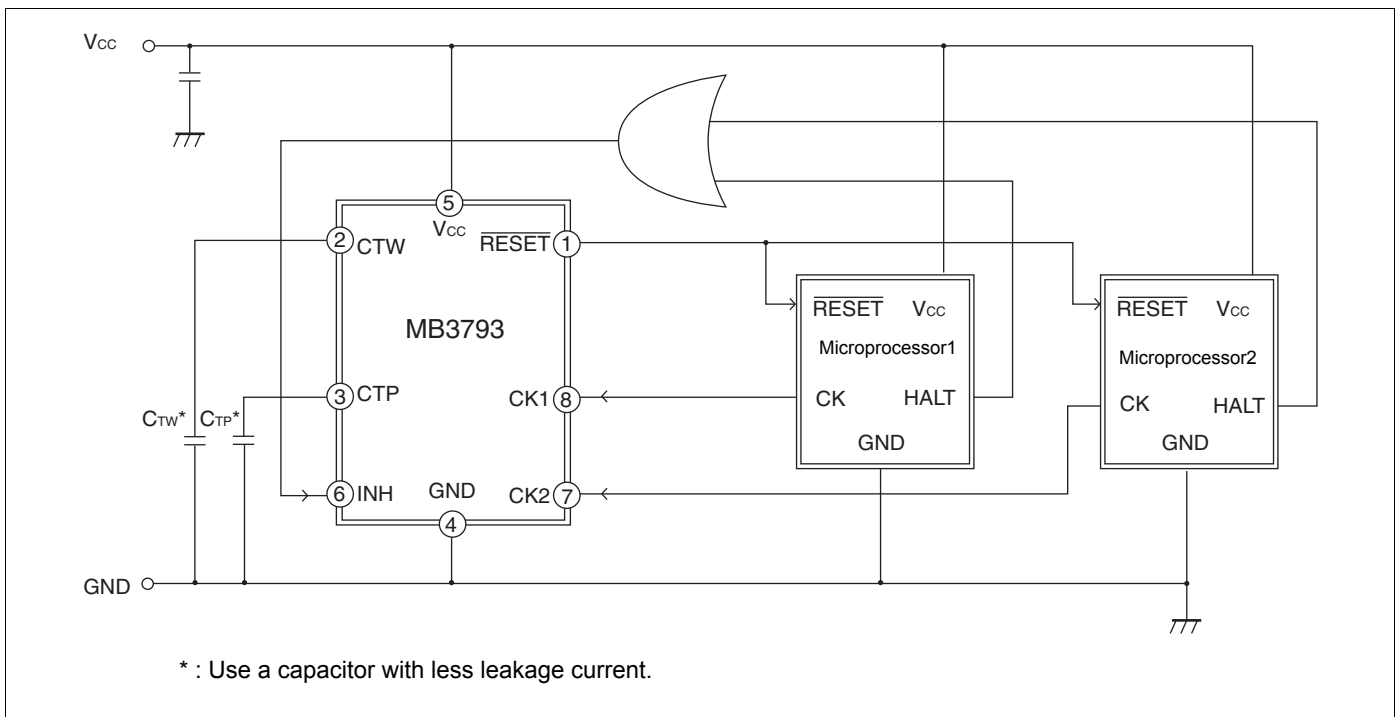 VCC
5
VCC
2 CTW
RESET 1
MB3793
RESET VCC
Microprocessor1
RESET VCC
Microprocessor2
3 CTP
CK1 8
CK HALT
CK HALT
CTW* CTP*
GND
GND
6 INH
GND
CK2 7
4
GND
* : Use a capacitor with less leakage current.